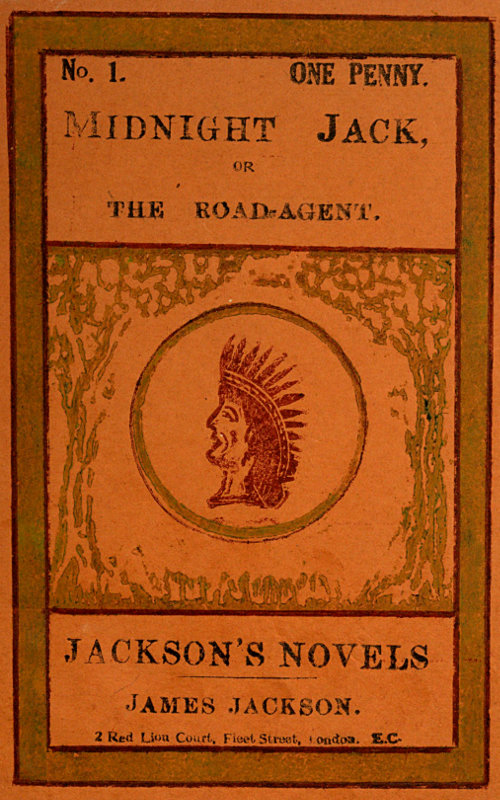 No. 1. ONE PENNY.
MIDNIGHT JACK,
OR
THE ROAD-AGENT.
JACKSON'S NOVELS
JAMES JACKSON.
2 Red Lion Court, Fleet Street, London. E.C.